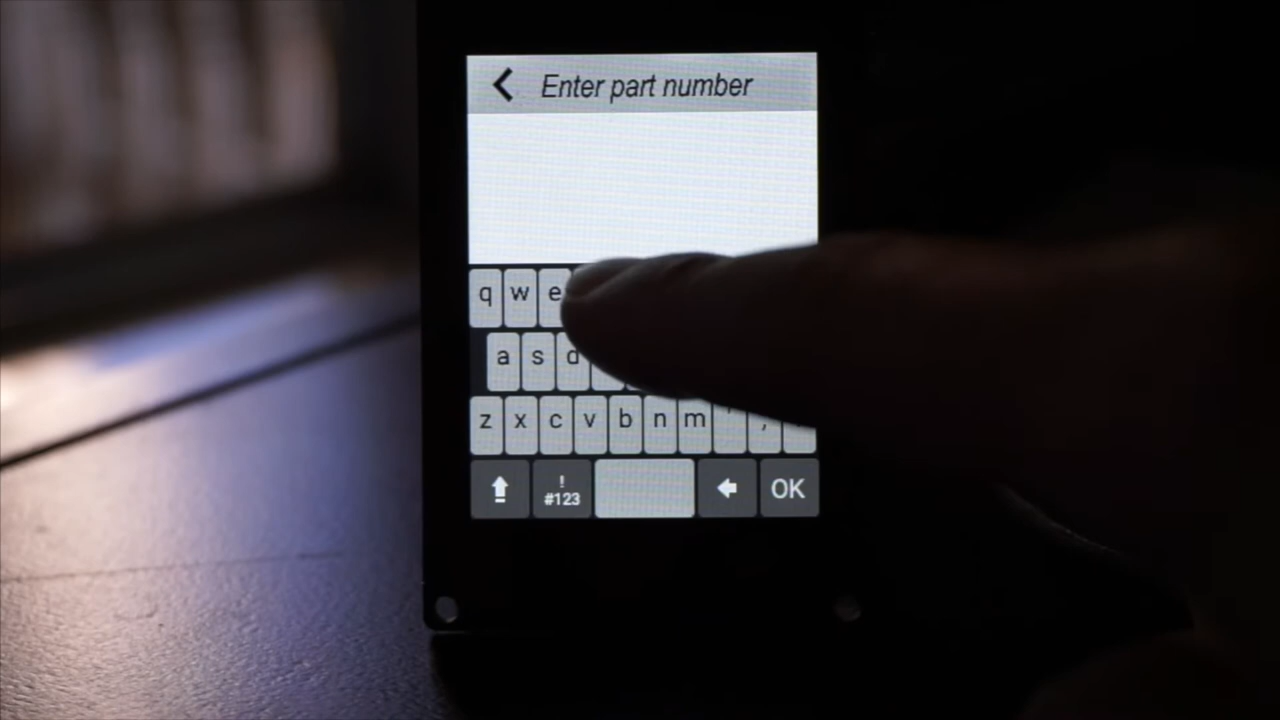 Enter part number
q w e
a s d
z x c v b n m ' ,
!
#123 OK